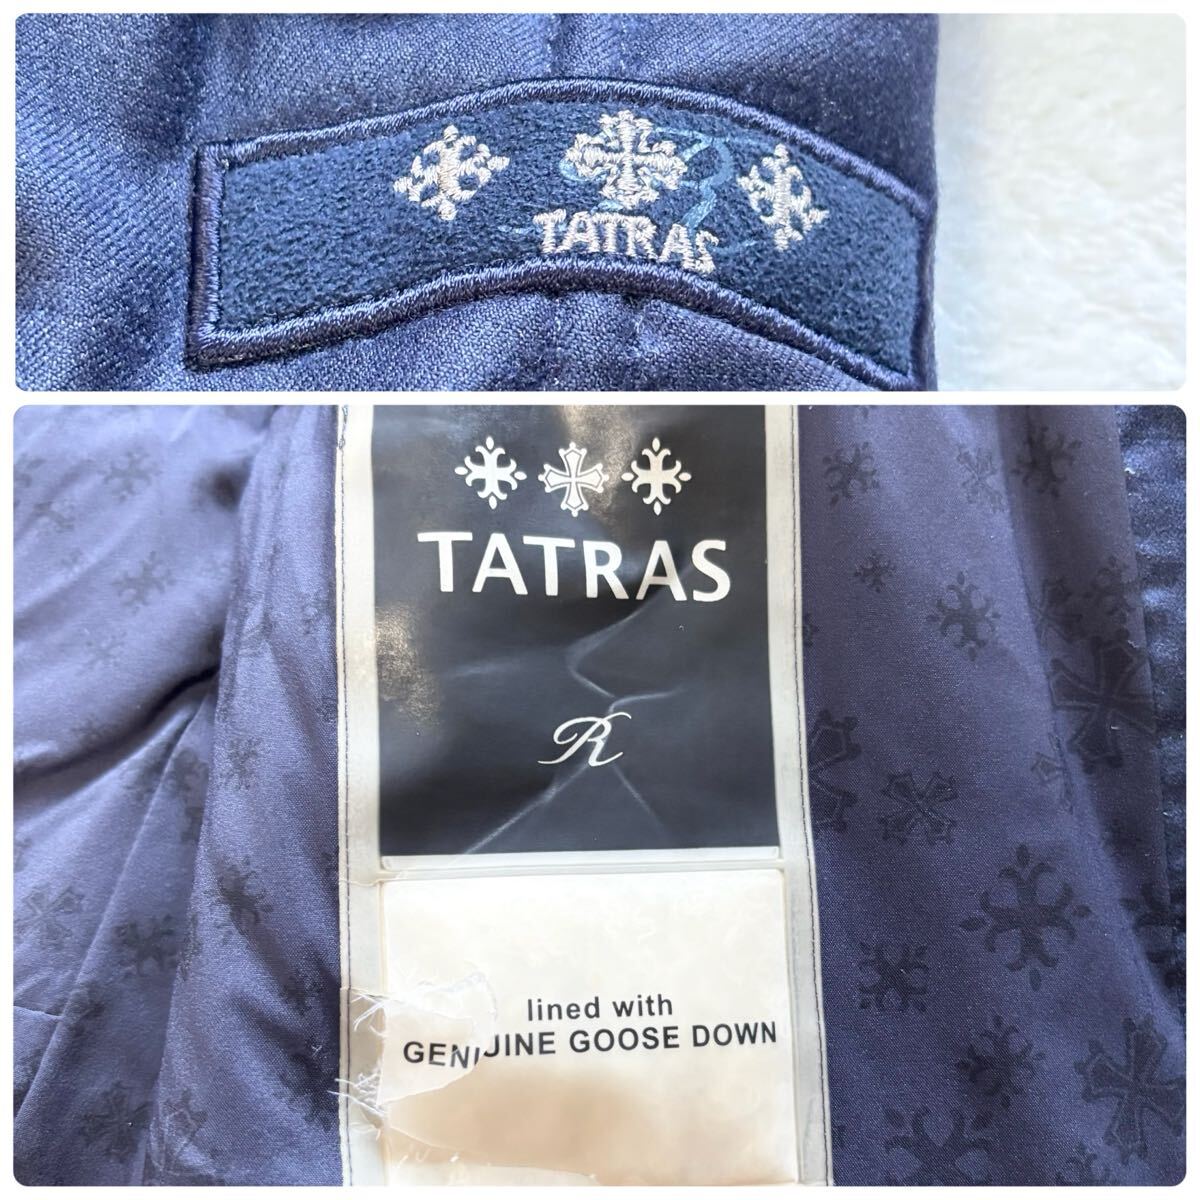 TATRAS
TATRAS
R
lined with
GENUINE GOOSE DOWN